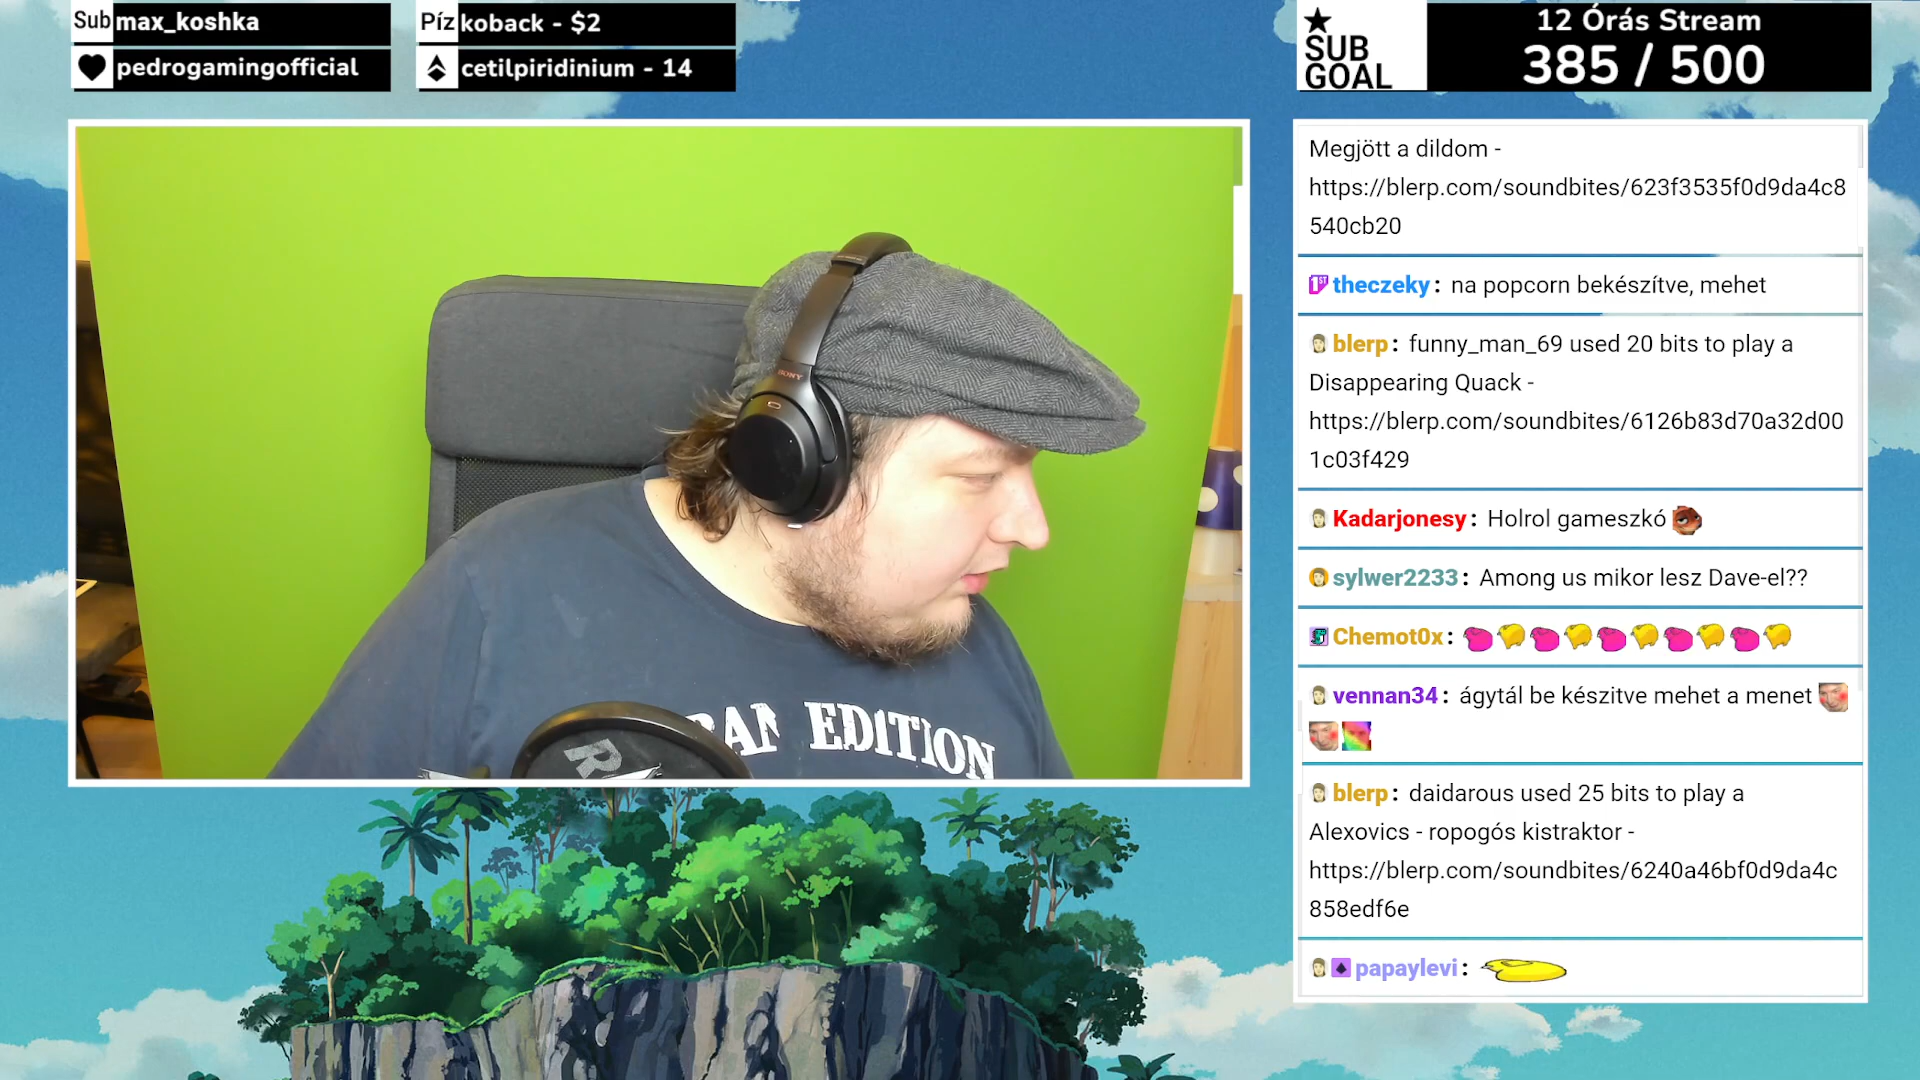 Sub max_koshka
pedrogamingofficial
Píz koback - $2
cetilpiridinium - 14
SUB
GOAL
12 Órás Stream
385 / 500
Megjött a dildom -
https://blerp.com/soundbites/623f3535f0d9da4c8
540cb20
theczeky: na popcorn bekészítve, mehet
blerp: funny_man_69 used 20 bits to play a
Disappearing Quack -
https://blerp.com/soundbites/6126b83d70a32d00
1c03f429
Kadarjonesy: Holrol gameszkó
sylwer2233: Among us mikor lesz Dave-el??
Chemot0x:
vennan34: ágytál be készitve mehet a menet
blerp: daidarous used 25 bits to play a
Alexovics - ropogós kistraktor -
https://blerp.com/soundbites/6240a46bf0d9da4c
858edf6e
papaylevi:
SONY
EDITION
R